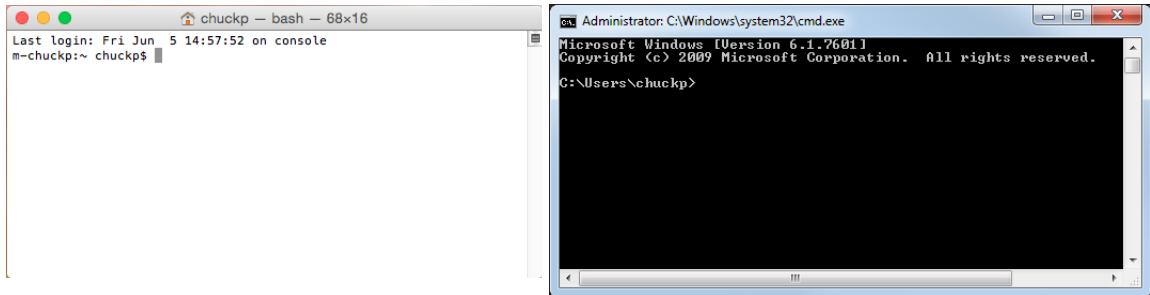 chuckp — bash — 68×16
Last login: Fri Jun  5 14:57:52 on console
m-chuckp:~ chuckp$
Administrator: C:\Windows\system32\cmd.exe
Microsoft Windows [Version 6.1.7601]
Copyright (c) 2009 Microsoft Corporation.  All rights reserved.
C:\Users\chuckp>